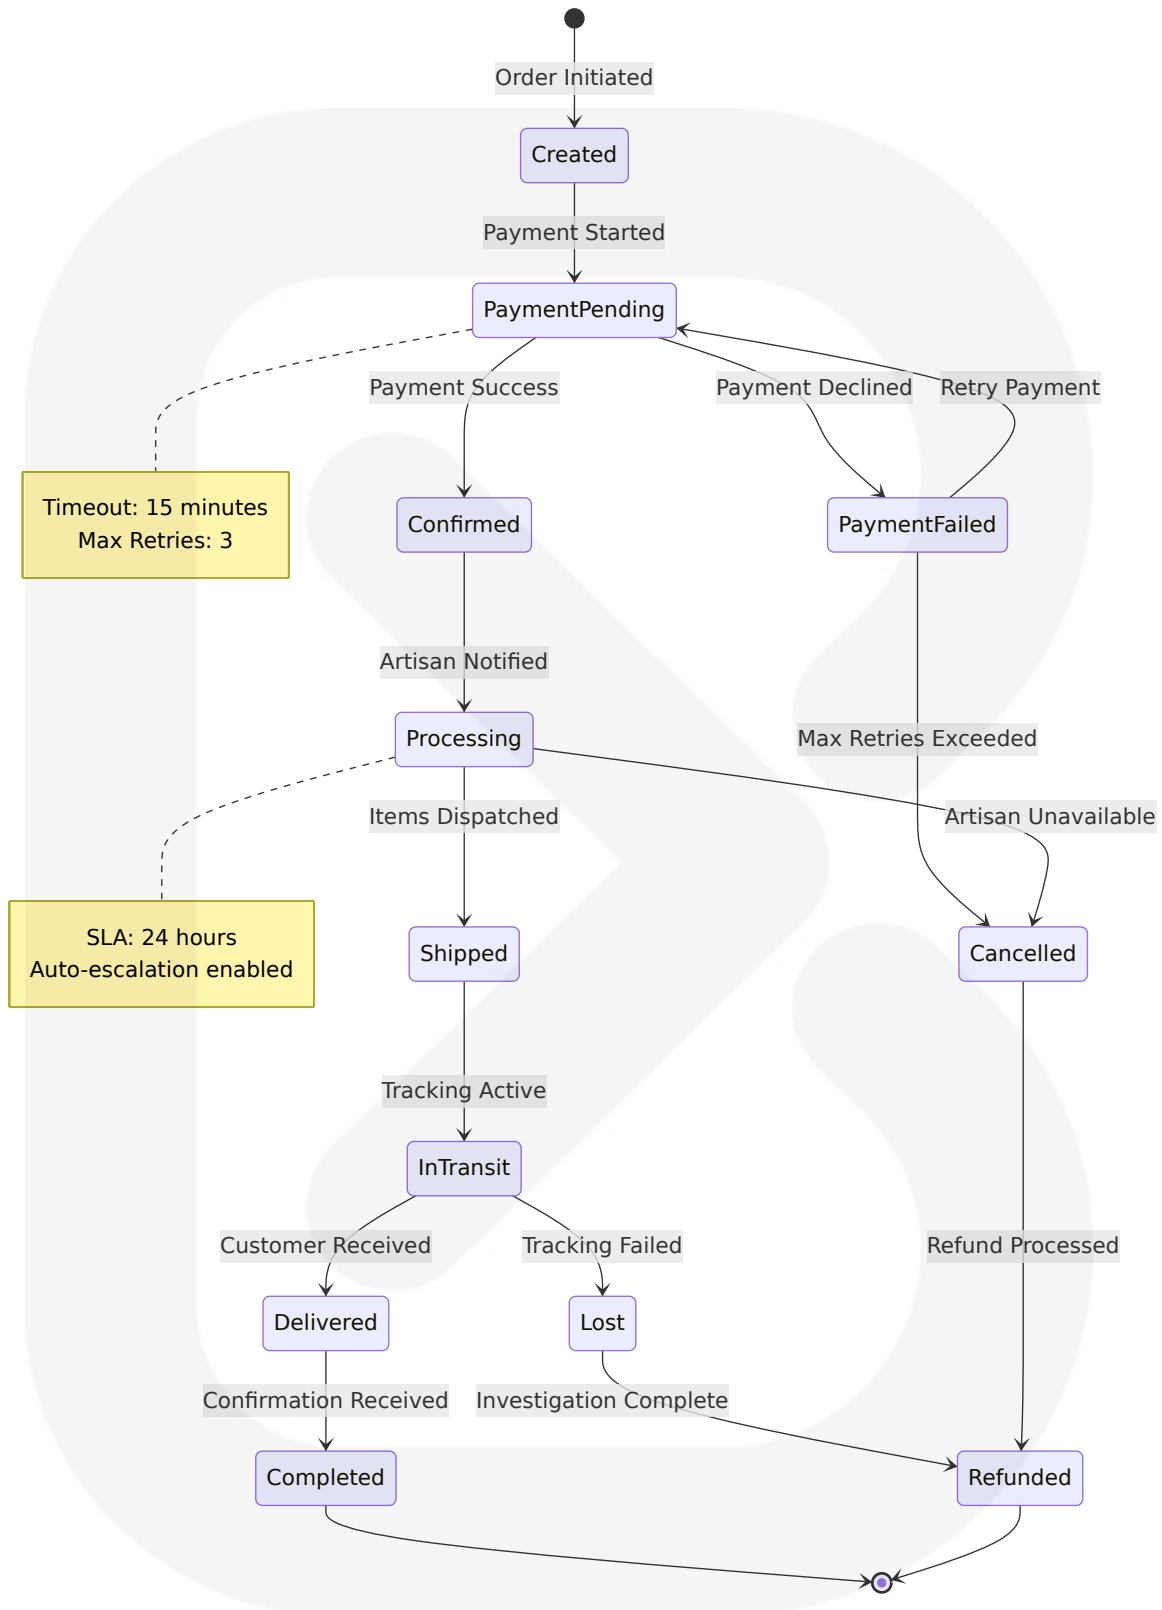 Order Initiated
Created
Payment Started
PaymentPending
Payment Success
Payment Declined
Retry Payment
Timeout: 15 minutes
Max Retries: 3
Confirmed
PaymentFailed
Artisan Notified
Processing
Max Retries Exceeded
Items Dispatched
Artisan Unavailable
SLA: 24 hours
Auto-escalation enabled
Shipped
Cancelled
Tracking Active
InTransit
Customer Received
Tracking Failed
Refund Processed
Delivered
Lost
Confirmation Received
Investigation Complete
Completed
Refunded